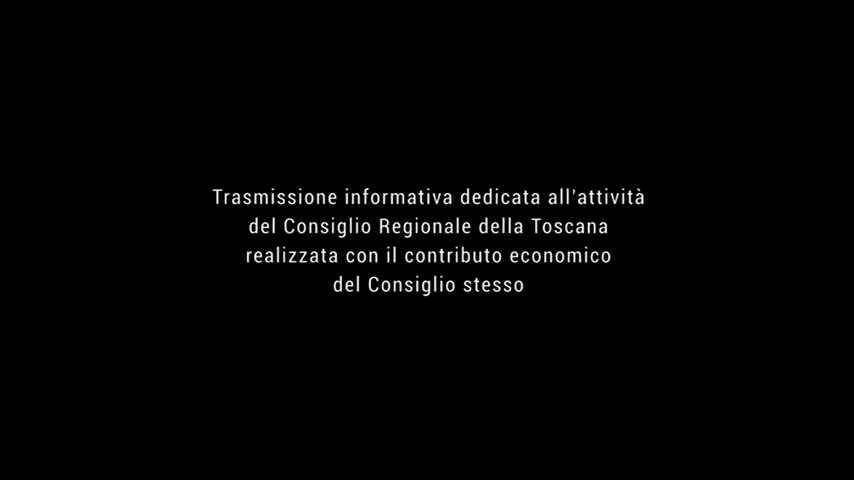 Trasmissione informativa dedicata all'attività
del Consiglio Regionale della Toscana
realizzata con il contributo economico
del Consiglio stesso